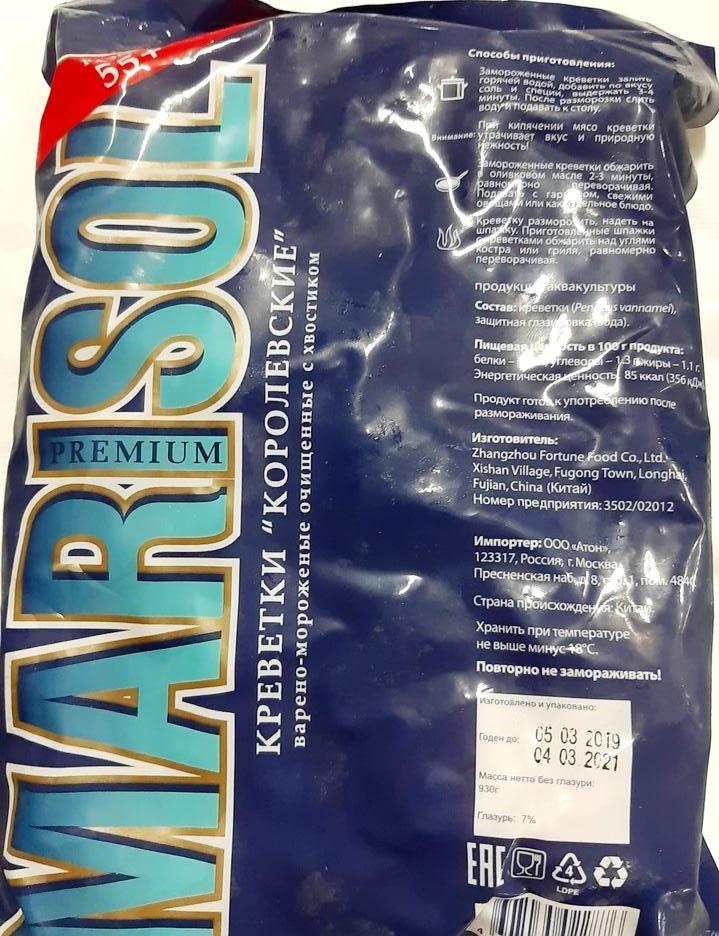 55+
MARISOL
PREMIUM
КРЕВЕТКИ "КОРОЛЕВСКИЕ"
варено-мороженые очищенные с хвостиком
Способы приготовления:
Замороженные креветки залить
горячей водой, добавить по вкусу
соль и специи, выдержать 3-4
минуты. После разморозки слить
воду и подавать к столу.
Внимание:
При кипячении мясо креветки
утрачивает вкус и природную
нежность!
Замороженные креветки обжарить
оливковом масле 2-3 минуты,
переворачивая.
Подавать с гарниром, свежими
овощами или как отдельное блюдо.
Креветку разморозить, надеть на
шпажку. Приготовленные шпажки
с креветками обжарить над углями
костра или гриля, равномерно
переворачивая.
продукция аквакультуры
Состав: креветки (Penaeus vannamei),
защитная глазировка (вода).
Пищевая ценность в 100 г продукта:
белки – углеводы – 1,3 г, жиры – 1,1 г.
Энергетическая ценность: 85 ккал (356 кДж)
Продукт готов к употреблению после
размораживания.
Изготовитель:
Zhangzhou Fortune Food Co., Ltd.
Xishan Village, Fugong Town, Longhai,
Fujian, China (Китай)
Номер предприятия: 3502/02012
Импортер: ООО «Атон»,
123317, Россия, г. Москва,
Пресненская наб., д. 8, стр.1, пом. 484С
Страна происхождения: Китай.
Хранить при температуре
не выше минус 18°С.
Повторно не замораживать!
Изготовлено и упаковано:
05 03 2019
Годен до:
04 03 2021
Масса нетто без глазури:
930г
Глазурь: 7%
EAC
4
LDPE